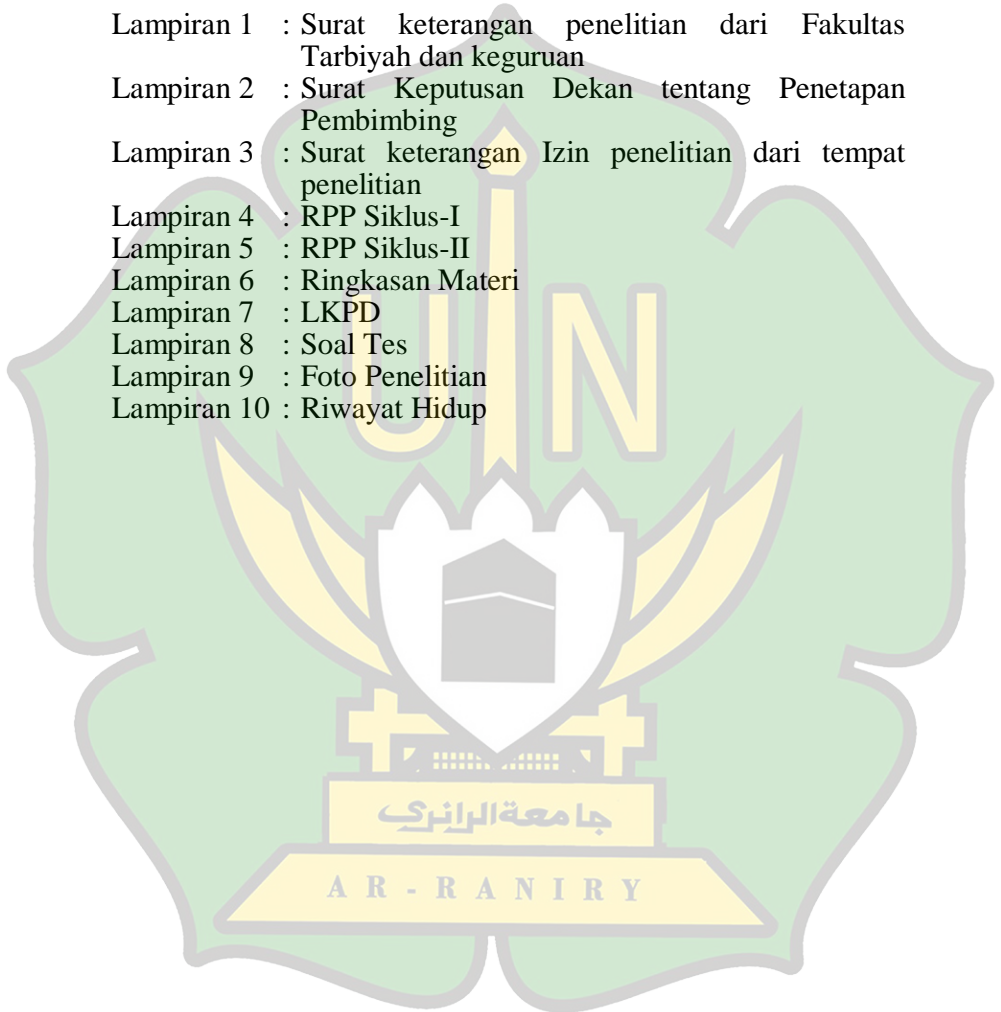 Lampiran 1 : Surat keterangan penelitian dari Fakultas
Tarbiyah dan keguruan
Lampiran 2 : Surat Keputusan Dekan tentang Penetapan
Pembimbing
Lampiran 3 : Surat keterangan Izin penelitian dari tempat
penelitian
Lampiran 4 : RPP Siklus-I
Lampiran 5 : RPP Siklus-II
Lampiran 6 : Ringkasan Materi
Lampiran 7 : LKPD
Lampiran 8 : Soal Tes
Lampiran 9 : Foto Penelitian
Lampiran 10 : Riwayat Hidup
UIN
جامعة الرانري
AR-RANIRY